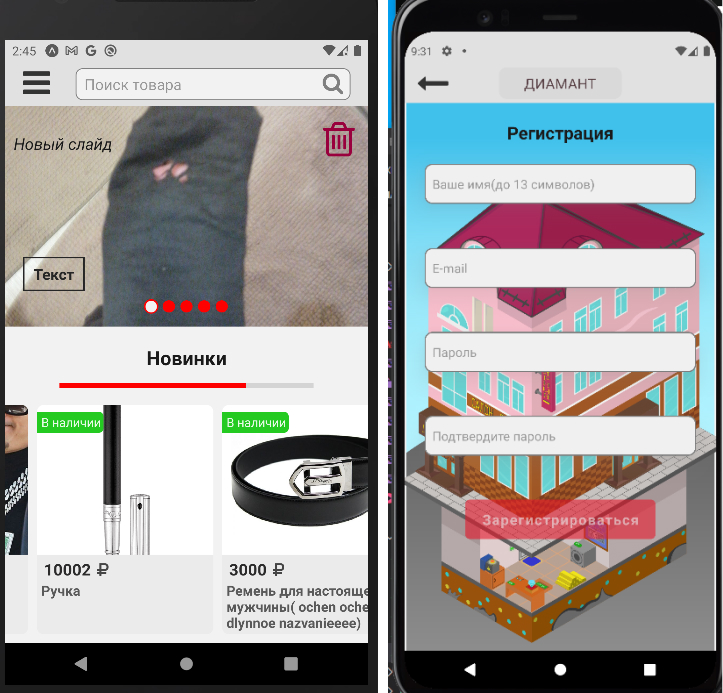 2:45
Поиск товара
Новый слайд
Текст
Новинки
В наличии
10002 ₽
Ручка
В наличии
3000 ₽
Ремень для настояще
мужчины( ochen oche
dlynnoe nazvanieeee)
9:31
ДИАМАНТ
Регистрация
Ваше имя(до 13 символов)
E-mail
Пароль
Подтвердите пароль
Зарегистрироваться